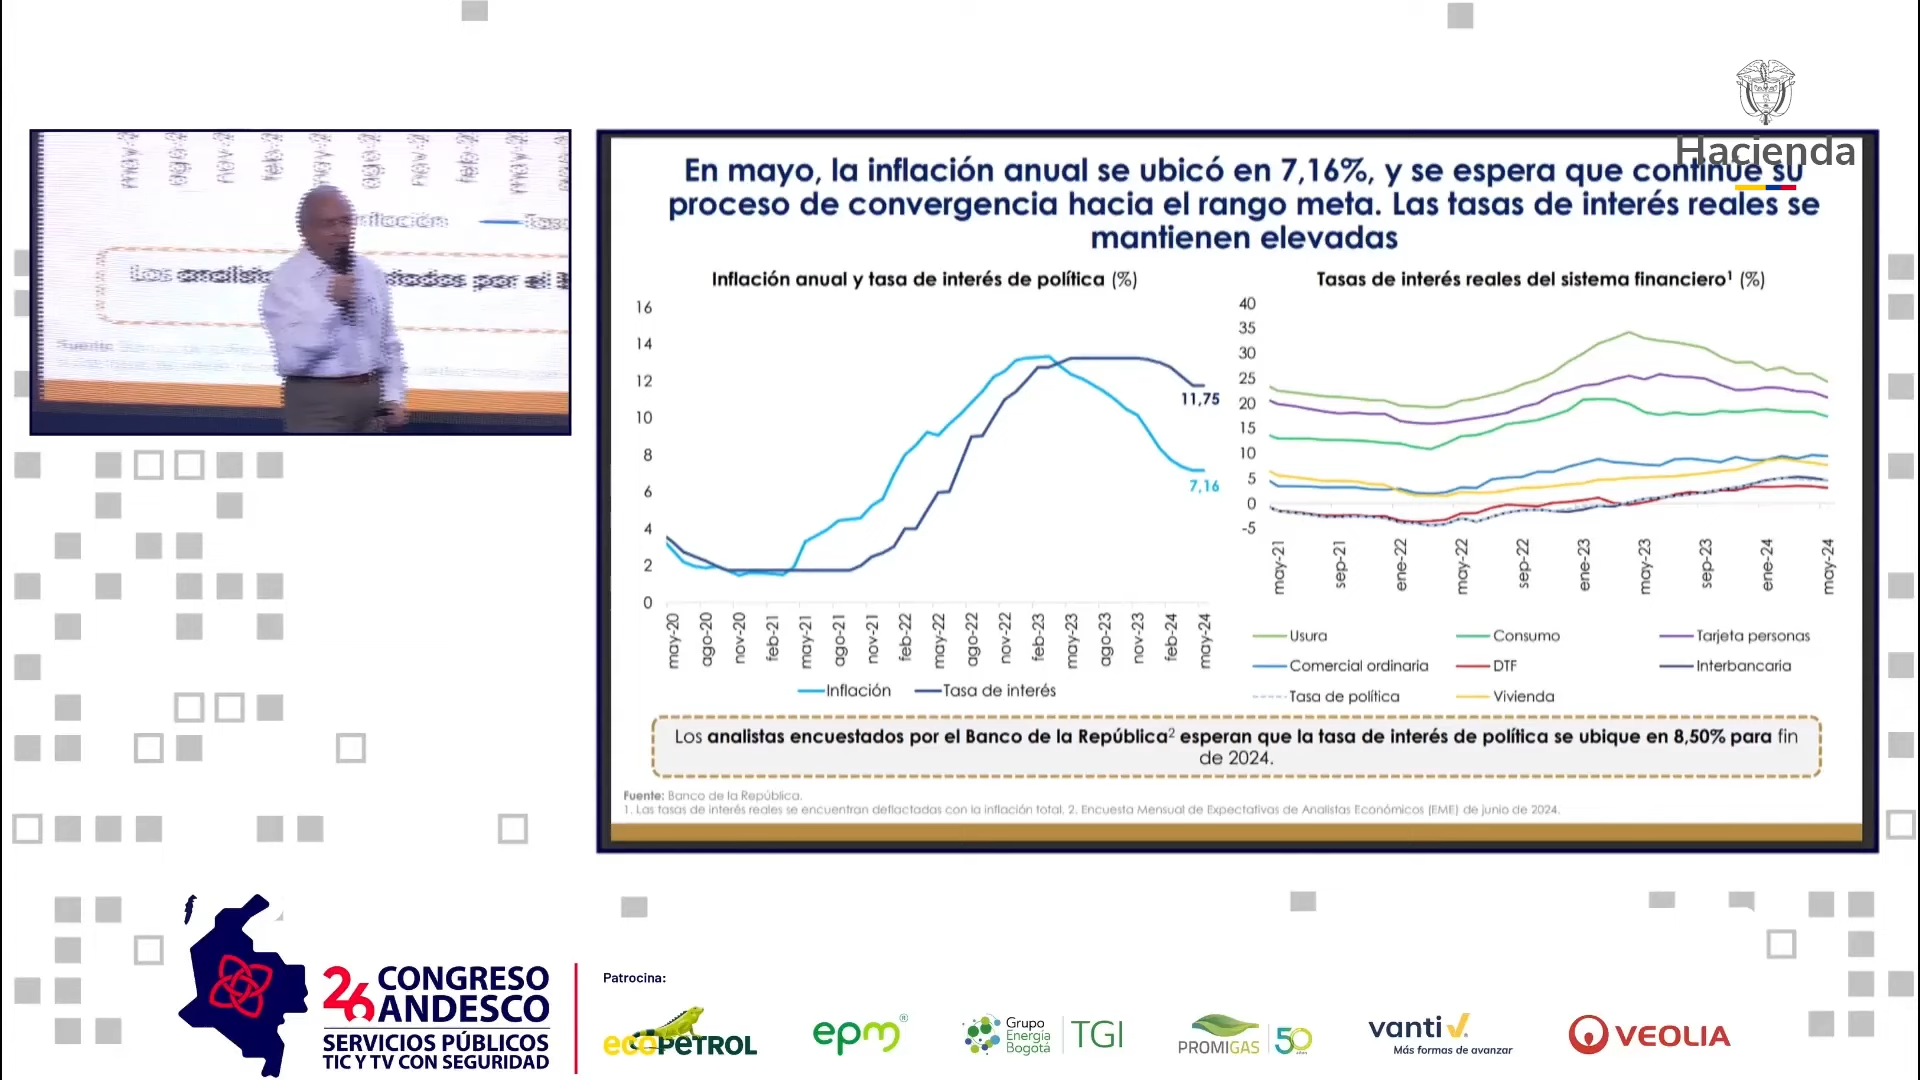 Hacienda
En mayo, la inflación anual se ubicó en 7,16%, y se espera que continúe su
proceso de convergencia hacia el rango meta. Las tasas de interés reales se
mantienen elevadas
Inflación anual y tasa de interés de política (%)
16
14
12
10
8
6
4
2
0
11,75
7,16
may-20
ago-20
nov-20
feb-21
may-21
ago-21
nov-21
feb-22
may-22
ago-22
nov-22
feb-23
may-23
ago-23
nov-23
feb-24
may-24
Inflación
Tasa de interés
Tasas de interés reales del sistema financiero¹ (%)
40
35
30
25
20
15
10
5
0
-5
may-21
sep-21
ene-22
may-22
sep-22
ene-23
may-23
sep-23
ene-24
may-24
Usura
Consumo
Tarjeta personas
Comercial ordinaria
DTF
Interbancaria
Tasa de política
Vivienda
Los analistas encuestados por el Banco de la República² esperan que la tasa de interés de política se ubique en 8,50% para fin
de 2024.
Fuente: Banco de la República.
1. Las tasas de interés reales se encuentran deflactadas con la inflación total. 2. Encuesta Mensual de Expectativas de Analistas Económicos (EME) de junio de 2024.
26 CONGRESO
ANDESCO
SERVICIOS PÚBLICOS
TIC Y TV CON SEGURIDAD
Patrocina:
ecoPETROL
epm®
Grupo
Energía
Bogotá
TGI
PROMIGAS
50
años
vanti
Más formas de avanzar
VEOLIA